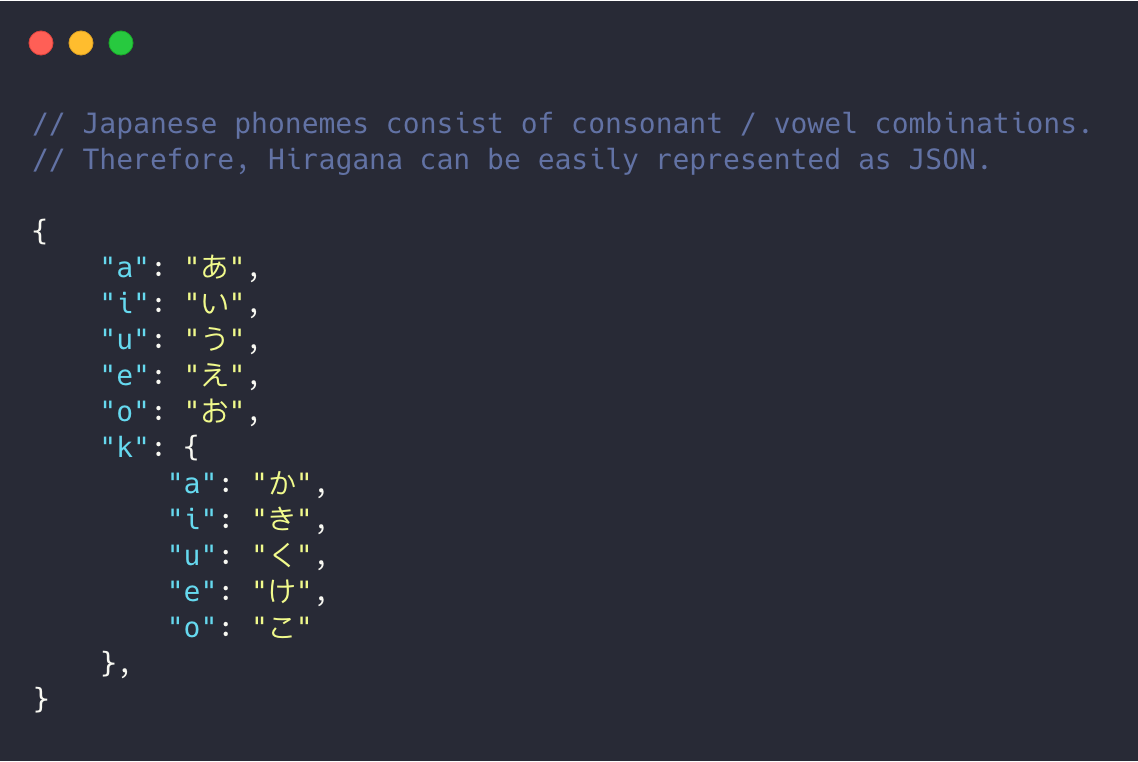 // Japanese phonemes consist of consonant / vowel combinations.
// Therefore, Hiragana can be easily represented as JSON.
{
"a": "あ",
"i": "い",
"u": "う",
"e": "え",
"o": "お",
"k": {
"a": "か",
"i": "き",
"u": "く",
"e": "け",
"o": "こ"
},
}